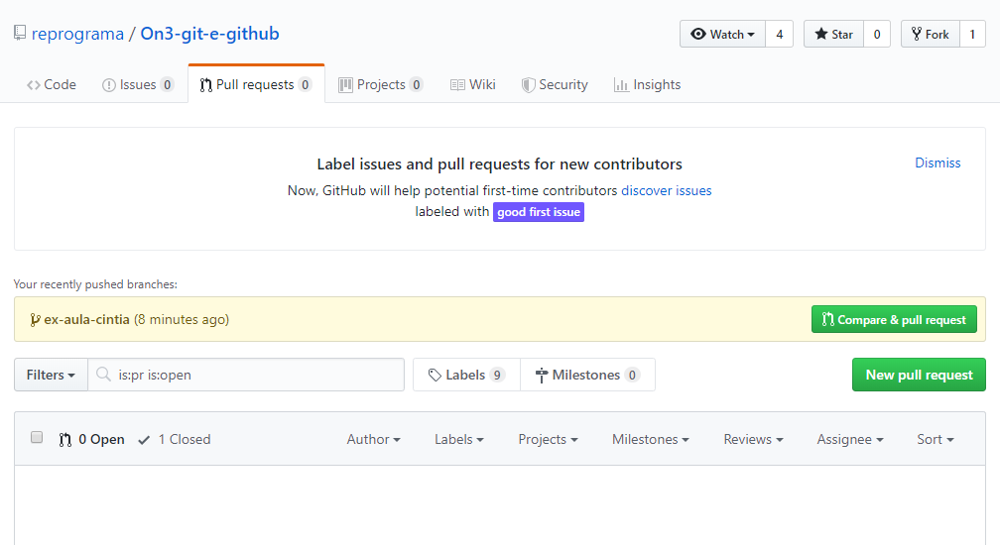 reprograma / On3-git-e-github
Watch 4 Star 0 Fork 1
Code Issues 0 Pull requests 0 Projects 0 Wiki Security Insights
Label issues and pull requests for new contributors
Dismiss
Now, GitHub will help potential first-time contributors discover issues
labeled with good first issue
Your recently pushed branches:
ex-aula-cintia (8 minutes ago) Compare & pull request
Filters is:pr is:open Labels 9 Milestones 0 New pull request
0 Open 1 Closed Author Labels Projects Milestones Reviews Assignee Sort